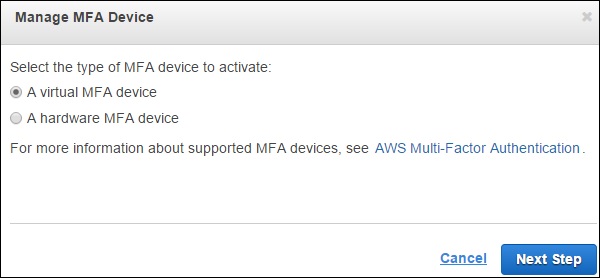 Manage MFA Device
Select the type of MFA device to activate:
A virtual MFA device
A hardware MFA device
For more information about supported MFA devices, see AWS Multi-Factor Authentication.
Cancel Next Step